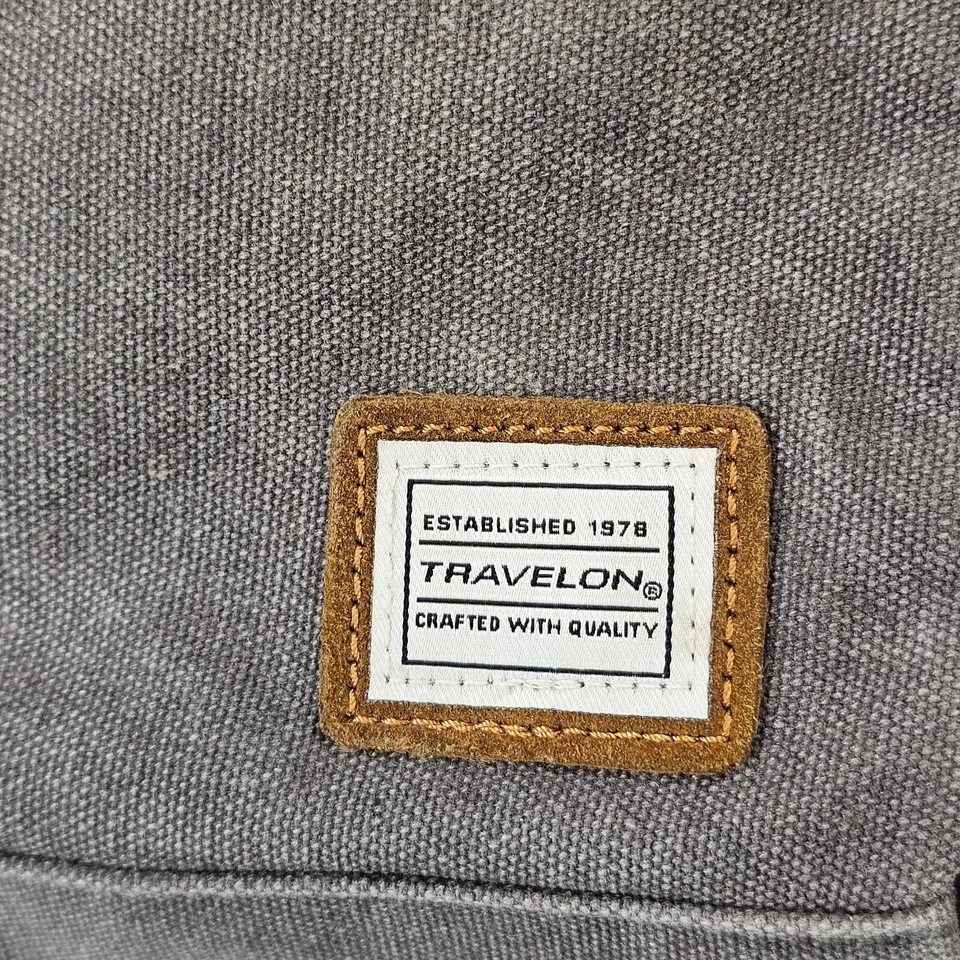 ESTABLISHED 1978
TRAVELON®
CRAFTED WITH QUALITY